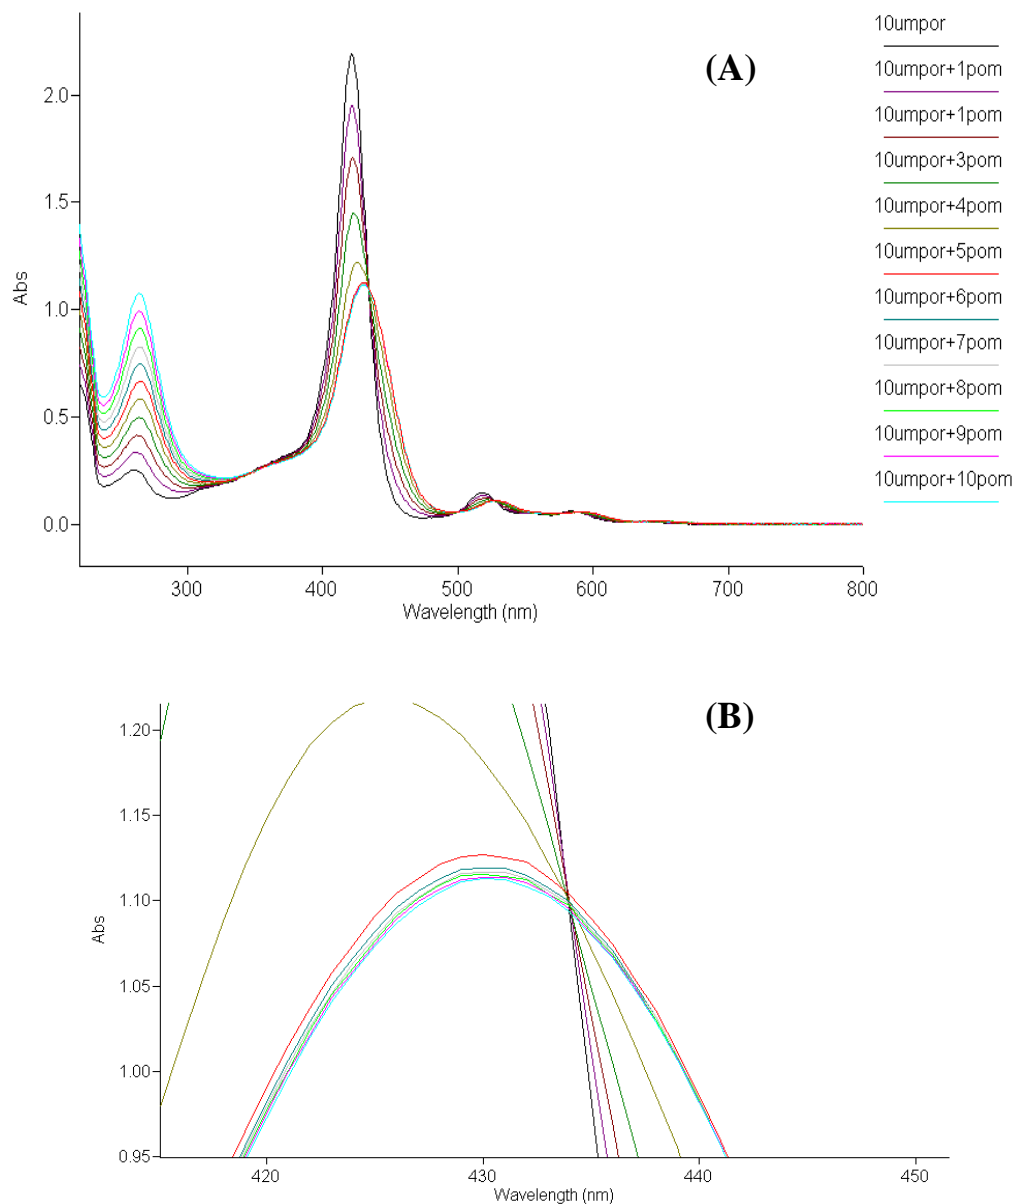 (A)
Abs
2.0
1.5
1.0
0.5
0.0
300 400 500 600 700 800
Wavelength (nm)
10umpor
10umpor+1pom
10umpor+1pom
10umpor+3pom
10umpor+4pom
10umpor+5pom
10umpor+6pom
10umpor+7pom
10umpor+8pom
10umpor+9pom
10umpor+10pom
(B)
Abs
1.20
1.15
1.10
1.05
1.00
0.95
420 430 440 450
Wavelength (nm)